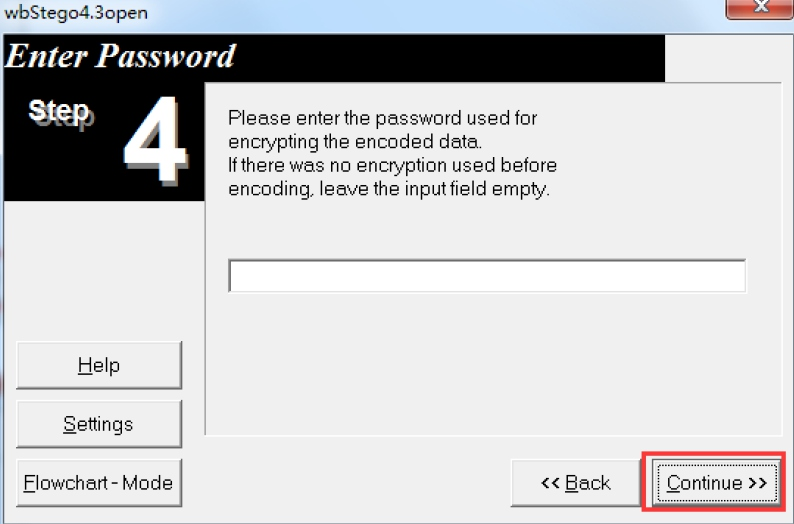 wbStego4.3open
X
Enter Password
Step 4
Please enter the password used for
encrypting the encoded data.
If there was no encryption used before
encoding, leave the input field empty.
Help
Settings
Flowchart - Mode
<< Back
Continue >>